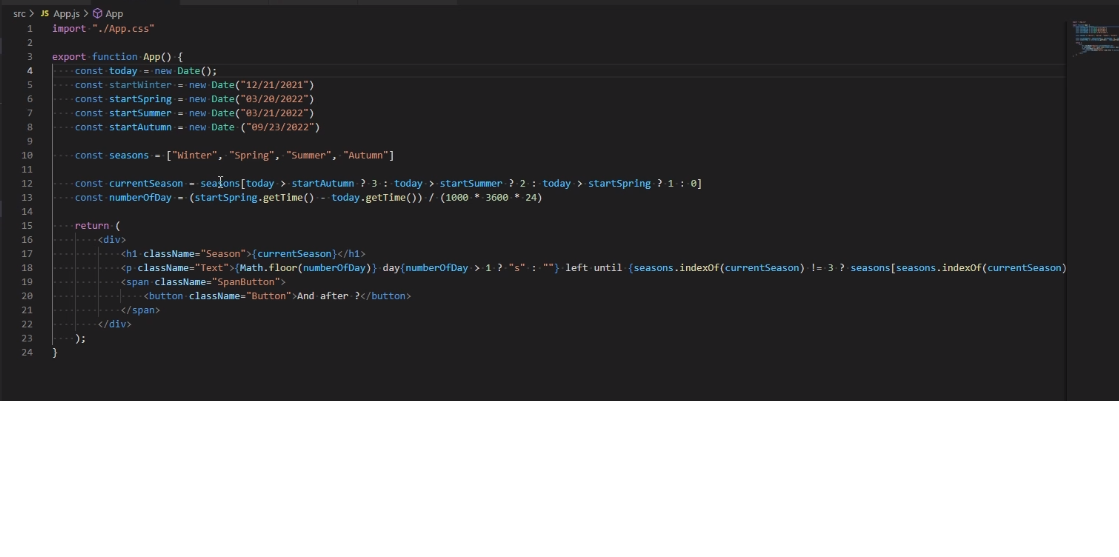 src > JS App.js > App
1 import "./App.css"
2
3 export function App() {
4 const today = new Date();
5 const startWinter = new Date("12/21/2021")
6 const startSpring = new Date("03/20/2022")
7 const startSummer = new Date("03/21/2022")
8 const startAutumn = new Date ("09/23/2022")
9
10 const seasons = ["Winter", "Spring", "Summer", "Autumn"]
11
12 const currentSeason = seasons[today > startAutumn ? 3 : today > startSummer ? 2 : today > startSpring ? 1 : 0]
13 const numberOfDay = (startSpring.getTime() - today.getTime()) / (1000 * 3600 * 24)
14
15 return (
16 <div>
17 <h1 className="Season">{currentSeason}</h1>
18 <p className="Text">{Math.floor(numberOfDay)} day{numberOfDay > 1 ? "s" : ""} left until {seasons.indexOf(currentSeason) != 3 ? seasons[seasons.indexOf(currentSeason)
19 <span className="SpanButton">
20 <button className="Button">And after ?</button>
21 </span>
22 </div>
23 );
24 }